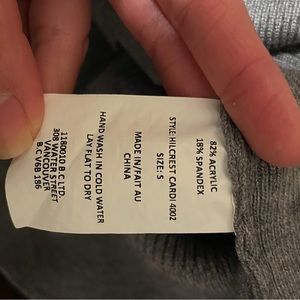 82% ACRYLIC
18% SPANDEX
STYLE: HILCREST CARDI 4002
SIZE: S
MADE IN/FAIT AU
CHINA
HAND WASH IN COLD WATER
LAY FLAT TO DRY
1180010 B.C LTD
308 WATER STREET
VANCOUVER
B.C V6B 1B6